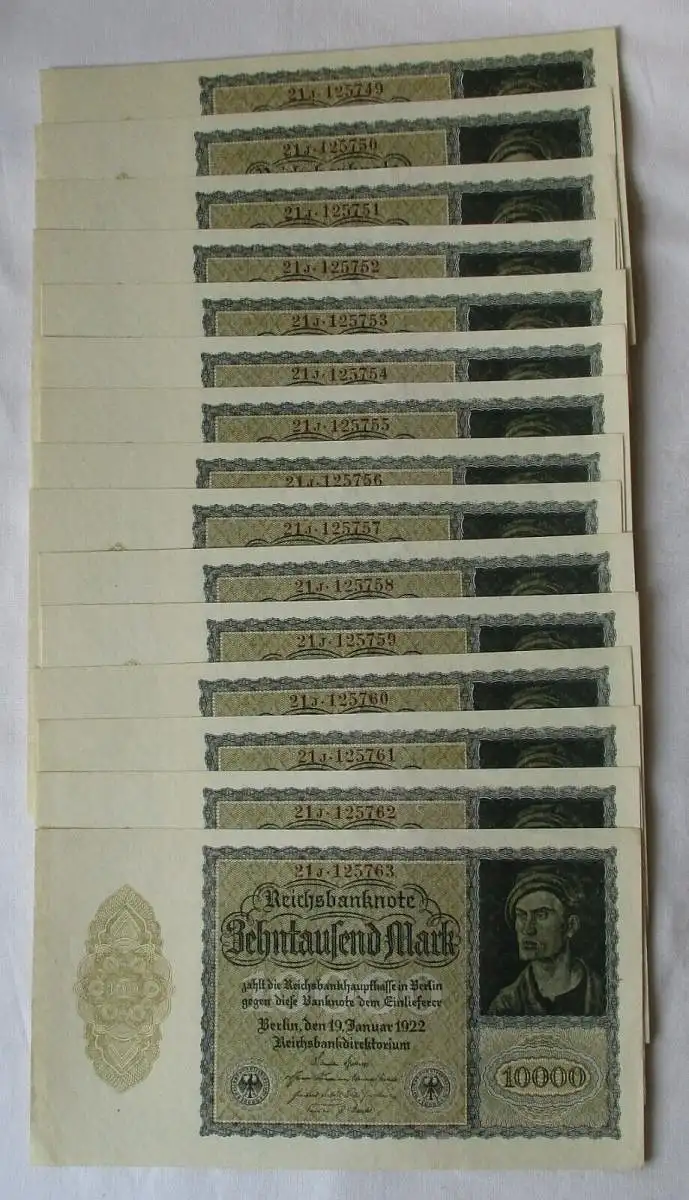 21J·125749
21J·125750
21J·125751
21J·125752
21J·125753
21J·125754
21J·125755
21J·125756
21J·125757
21J·125758
21J·125759
21J·125760
21J·125761
21J·125762
21J·125763
Reichsbanknote
Zehntausend Mark
zahlt die Reichsbankhauptkasse in Berlin
gegen diese Banknote dem Einlieferer
Berlin, den 19. Januar 1922
Reichsbankdirektorium
10000